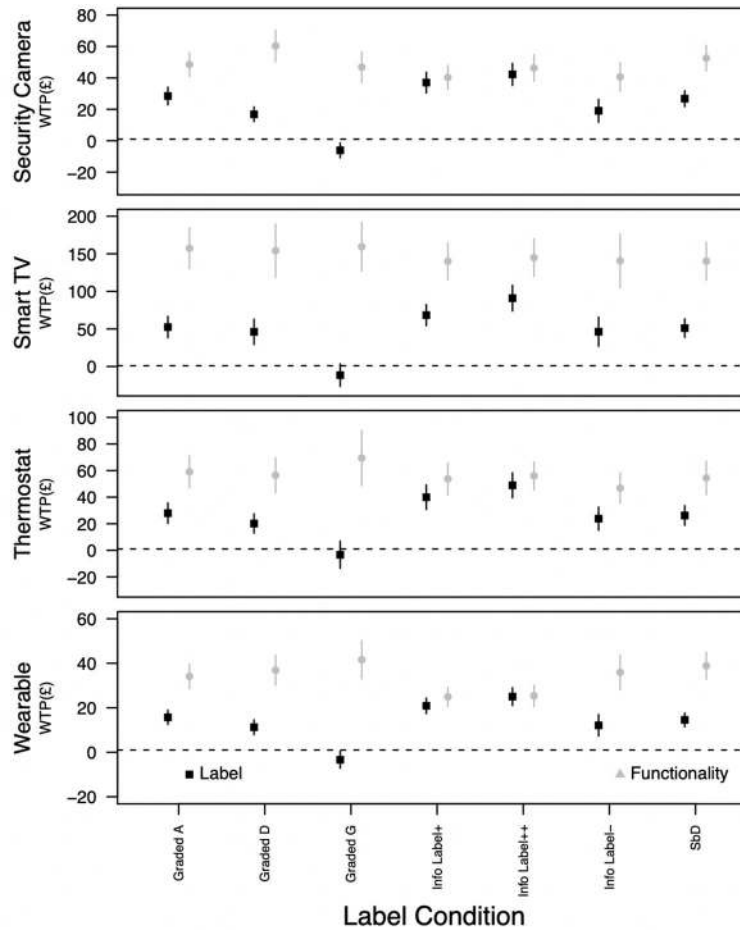 Security Camera
WTP(£)
80
60
40
20
0
−20
Smart TV
WTP(£)
200
150
100
50
0
Thermostat
WTP(£)
100
80
60
40
20
0
−20
Wearable
WTP(£)
60
40
20
0
−20
Label
Functionality
Graded A
Graded D
Graded G
Info Label+
Info Label++
Info Label−
SbD
Label Condition